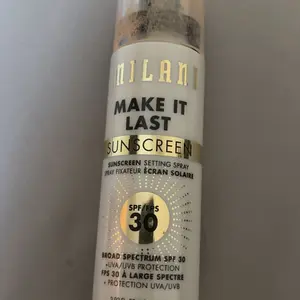 MILANI
MAKE IT
LAST
SUNSCREEN
SUNSCREEN SETTING SPRAY
SPRAY FIXATEUR ÉCRAN SOLAIRE
SPF/FPS
30
BROAD SPECTRUM SPF 30
+UVA/UVB PROTECTION
FPS 30 À LARGE SPECTRE
+ PROTECTION UVA/UVB